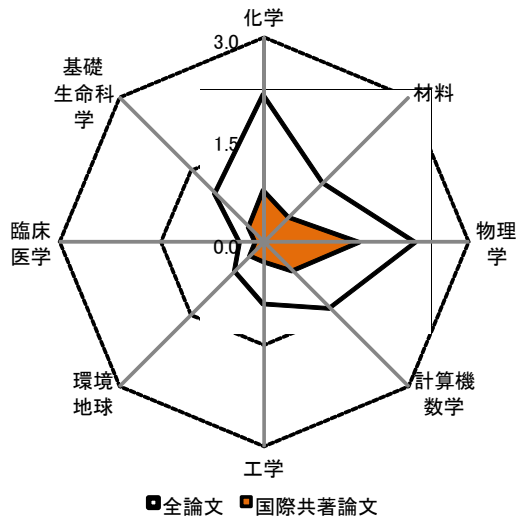 化学
3.0
基礎
生命科
学
材料
1.5
臨床
医学
0.0
物理
学
環境
地球
計算機
数学
工学
全論文 国際共著論文